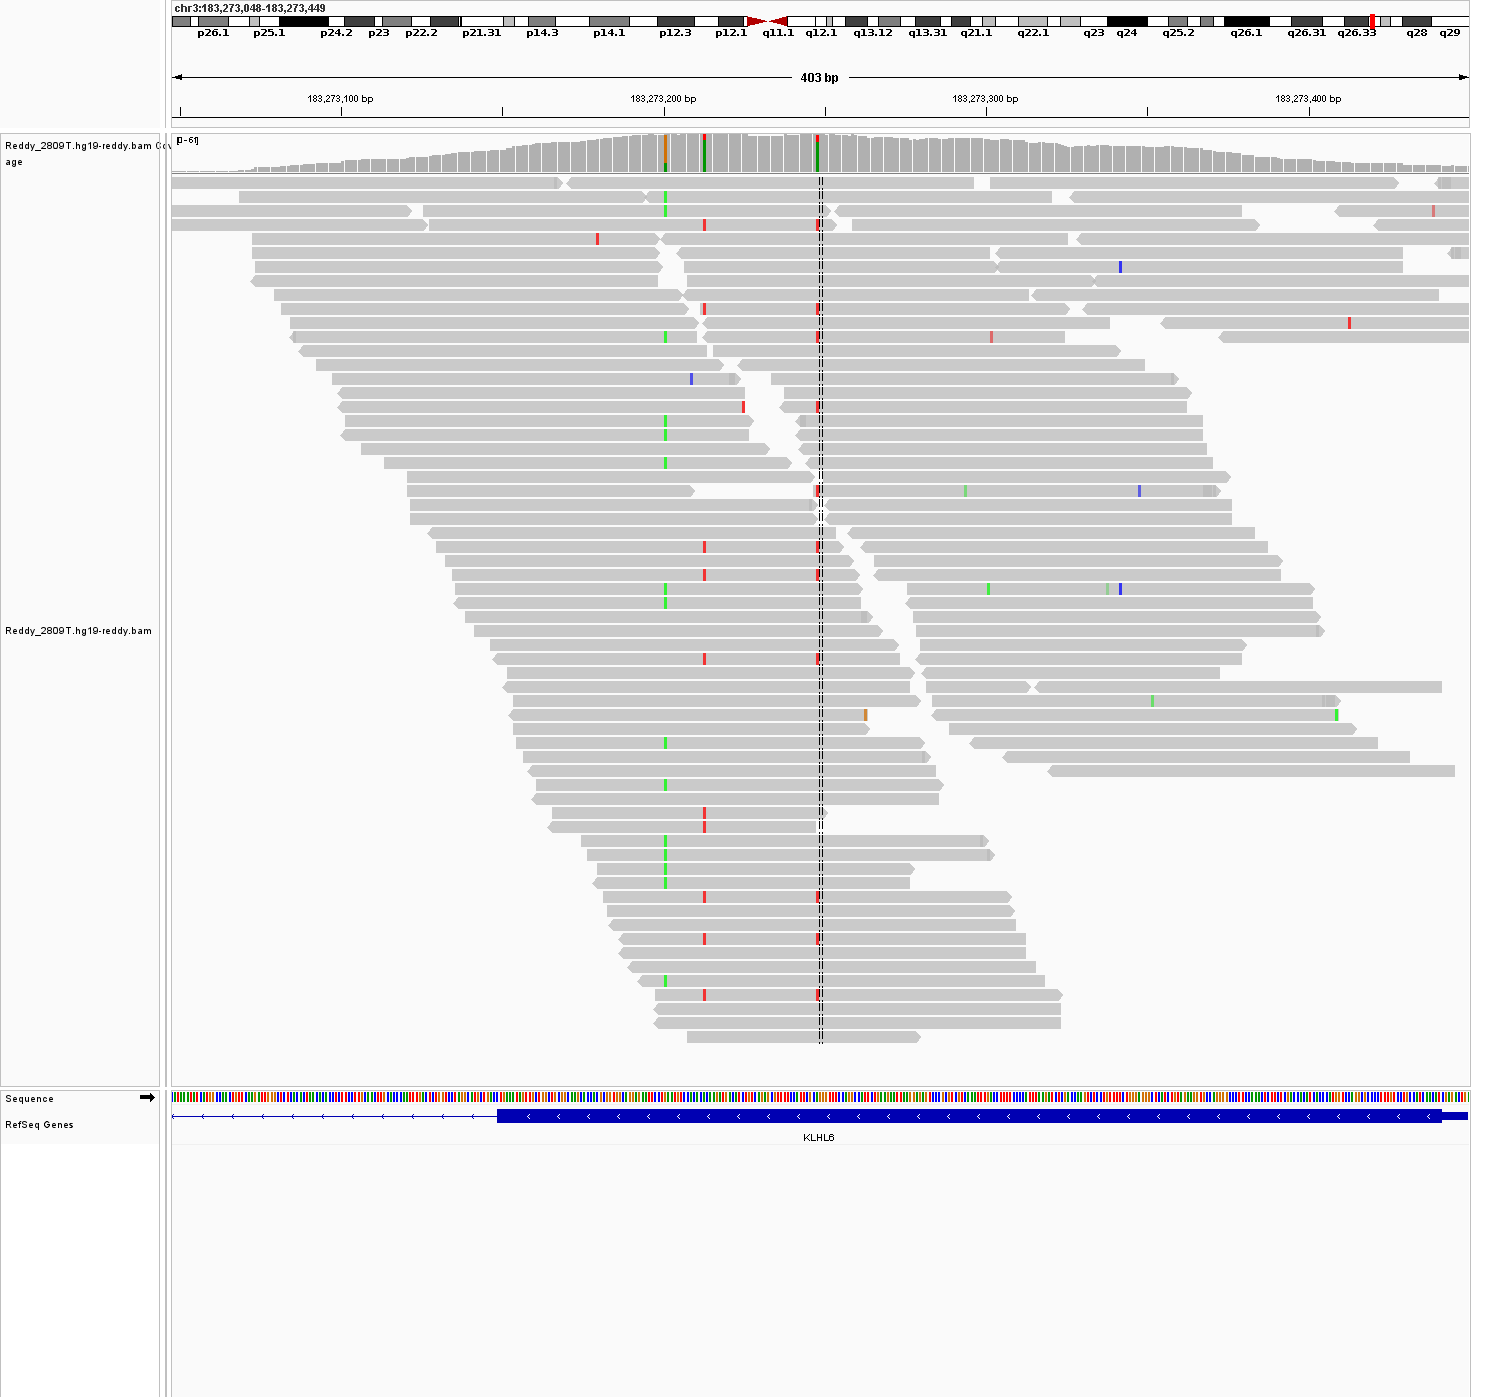 chr3:183,273,048-183,273,449
p26.1 p25.1 p24.2 p23 p22.2 p21.31 p14.3 p14.1 p12.3 p12.1 q11.1 q12.1 q13.12 q13.31 q21.1 q22.1 q23 q24 q25.2 q26.1 q26.31 q26.33 q28 q29
403 bp
183,273,100 bp 183,273,200 bp 183,273,300 bp 183,273,400 bp
Reddy_2809T.hg19-reddy.bam Cov
age
[0-61]
Reddy_2809T.hg19-reddy.bam
Sequence
RefSeq Genes
KLHL6